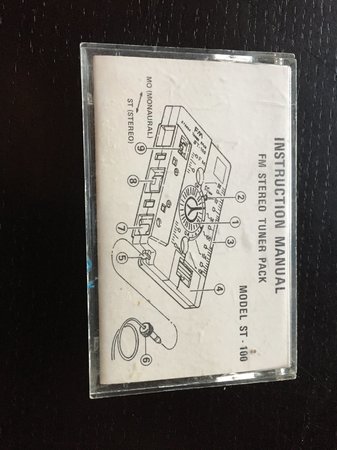 INSTRUCTION MANUAL
FM STEREO TUNER PACK
MODEL ST-100
MO (MONAURAL)
ST (STEREO)
9
8
7
5
2
1
3
4
6